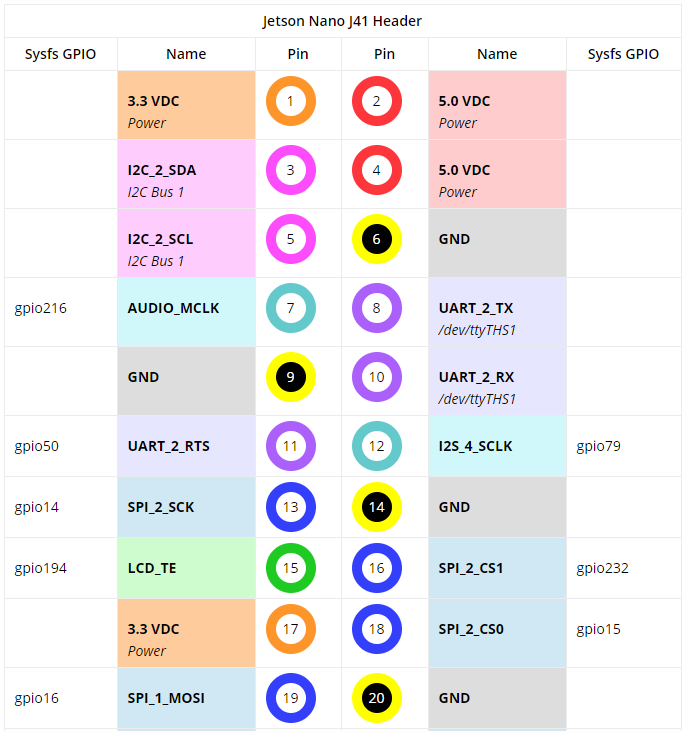 Jetson Nano J41 Header
Sysfs GPIO Name Pin Pin Name Sysfs GPIO
3.3 VDC 1 2 5.0 VDC
Power Power
I2C_2_SDA 3 4 5.0 VDC
I2C Bus 1 Power
I2C_2_SCL 5 6 GND
I2C Bus 1
gpio216 AUDIO_MCLK 7 8 UART_2_TX
/dev/ttyTHS1
GND 9 10 UART_2_RX
/dev/ttyTHS1
gpio50 UART_2_RTS 11 12 I2S_4_SCLK gpio79
gpio14 SPI_2_SCK 13 14 GND
gpio194 LCD_TE 15 16 SPI_2_CS1 gpio232
3.3 VDC 17 18 SPI_2_CS0 gpio15
Power
gpio16 SPI_1_MOSI 19 20 GND